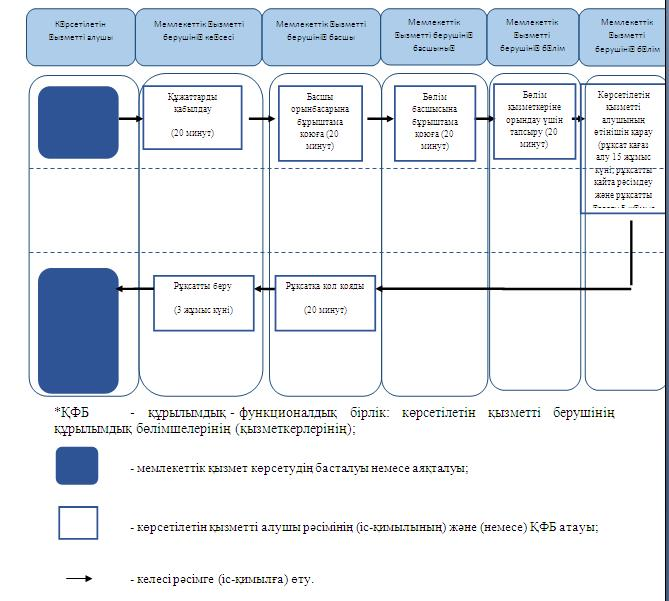 Көрсетілетін
қызметті алушы
Мемлекеттік қызметті
берушінің кеңсесі
Мемлекеттік қызметті
берушінің басшы
Мемлекеттік
қызметті берушінің
басшының
Мемлекеттік
қызметті
берушінің бөлім
Мемлекеттік
қызметті
берушінің бөлім
Құжаттарды
қабылдау
(20 минут)
Басшы
орынбасарына
бұрыштама
қоюға (20
минут)
Бөлім
басшысына
бұрыштама
қоюға (20
минут)
Бөлім
қызметкеріне
орындау үшін
тапсыру (20
минут)
Көрсетілетін
қызметті
алушының
өтінішін қарау
(рұқсат қағаз
алу 15 жұмыс
күні; рұқсатты
қайта рәсімдеу
және рұқсатты
Рұқсатты беру
(3 жұмыс күні)
Рұқсатқа қол қояды
(20 минут)
*ҚФБ - құрылымдық - функционалдық бірлік: көрсетілетін қызметті берушінің
құрылымдық бөлімшелерінің (қызметкерлерінің);
- мемлекеттік қызмет көрсетудің басталуы немесе аяқталуы;
- көрсетілетін қызметті алушы рәсімінің (іс-қимылының) және (немесе) ҚФБ атауы;
- келесі рәсімге (іс-қимылға) өту.